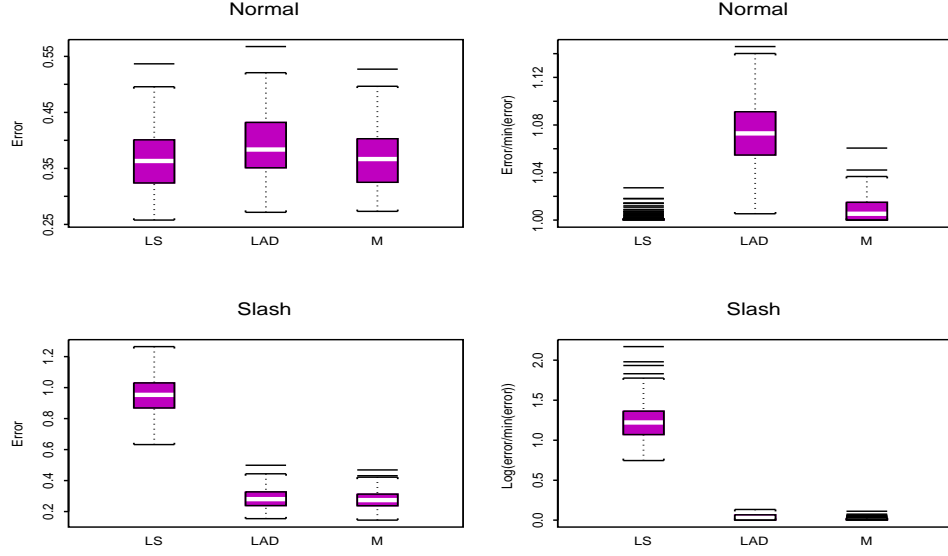 Normal
Error
0.55
0.45
0.35
0.25
LS
LAD
M
Normal
Error/min(error)
1.12
1.08
1.04
1.00
LS
LAD
M
Slash
Error
1.2
1.0
0.8
0.6
0.4
0.2
LS
LAD
M
Slash
Log(error/min(error))
2.0
1.5
1.0
0.5
0.0
LS
LAD
M